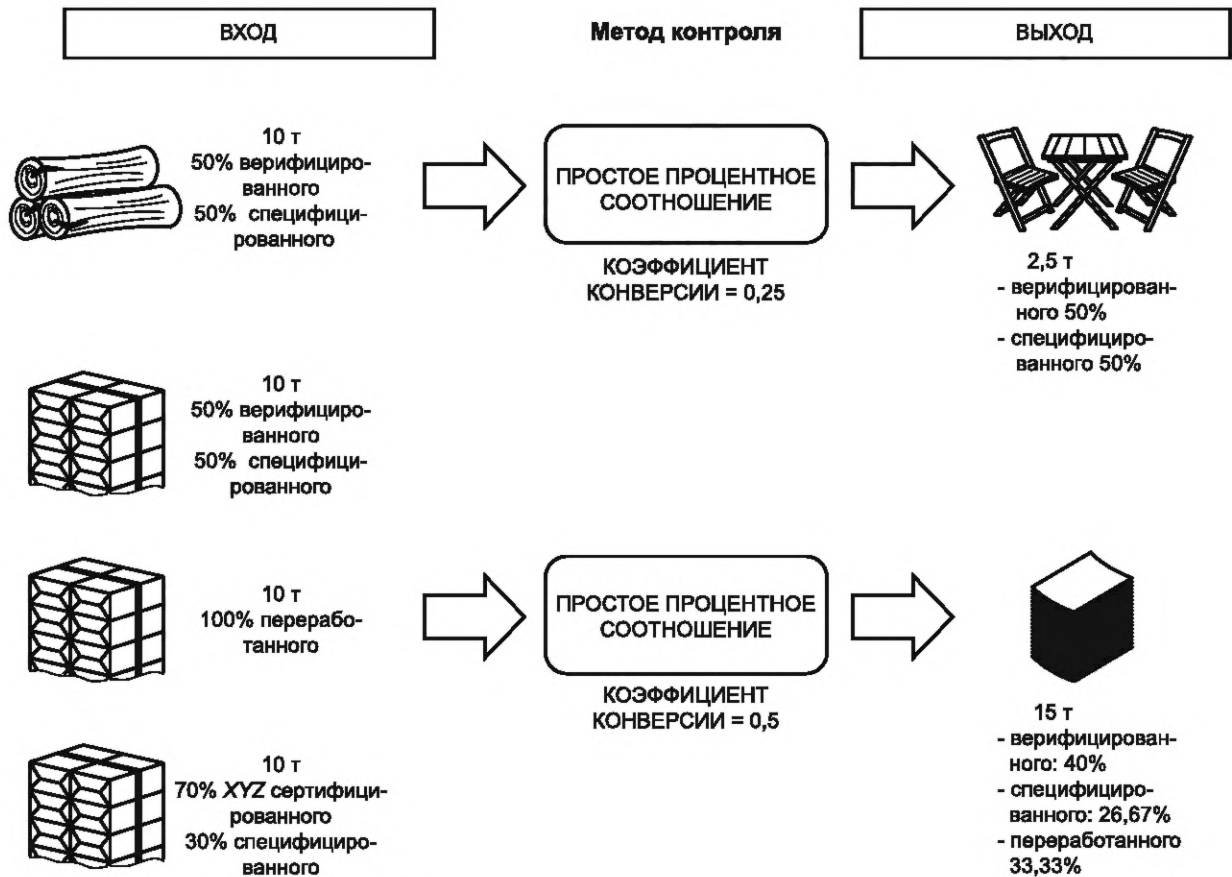 ВХОД
Метод контроля
ВЫХОД
10 т
50% верифициро-
ванного
50% специфици-
рованного
ПРОСТОЕ ПРОЦЕНТНОЕ
СООТНОШЕНИЕ
КОЭФФИЦИЕНТ
КОНВЕРСИИ = 0,25
2,5 т
- верифицирован-
ного 50%
- специфициро-
ванного 50%
10 т
50% верифициро-
ванного
50% специфици-
рованного
10 т
100% перерабо-
танного
ПРОСТОЕ ПРОЦЕНТНОЕ
СООТНОШЕНИЕ
КОЭФФИЦИЕНТ
КОНВЕРСИИ = 0,5
15 т
- верифицирован-
ного: 40%
- специфициро-
ванного: 26,67%
- переработанного
33,33%
10 т
70% XYZ сертифици-
рованного
30% специфициро-
ванного